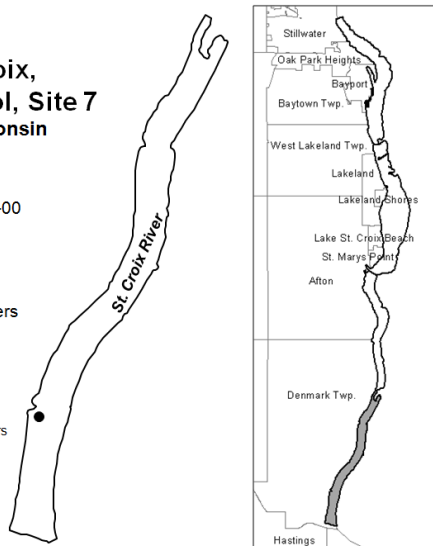 oix,
ol, Site 7
onsin
-00
ers
rs
St. Croix River
Stillwater
Oak Park Heights
Bayport
Baytown Twp.
West Lakeland Twp.
Lakeland
Lakeland Shores
Lake St. Croix Beach
St. Marys Point
Afton
Denmark Twp.
Hastings